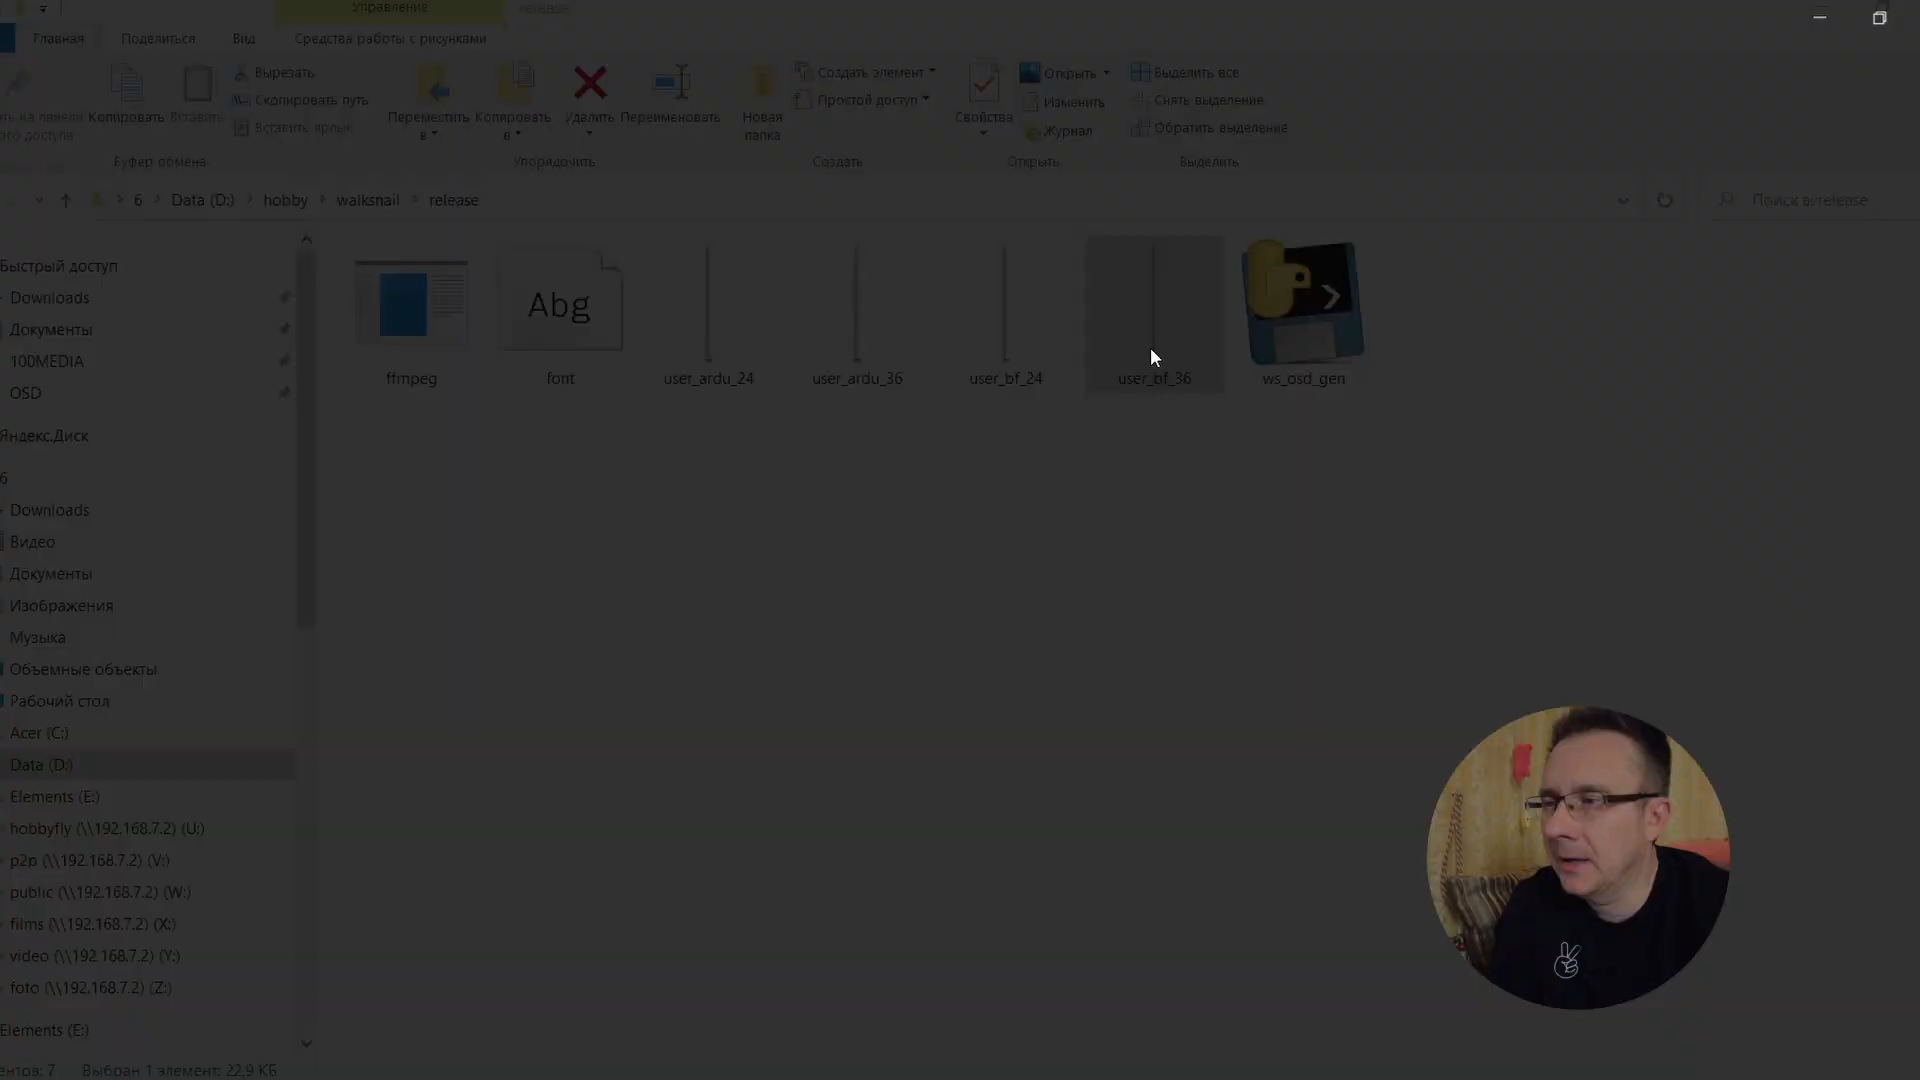 Управление
release
Главная
Поделиться
Вид
Средства работы с рисунками
Вырезать
Скопировать путь
Вставить ярлык
Копировать
Вставить
Буфер обмена
Переместить в
Копировать в
Удалить
Переименовать
Упорядочить
Новая папка
Создать элемент
Простой доступ
Создать
Свойства
Открыть
Изменить
Журнал
Открыть
Выделить все
Снять выделение
Обратить выделение
Выделить
6 > Data (D:) > hobby > walksnail > release
Поиск в: release
Быстрый доступ
Downloads
Документы
100MEDIA
OSD
Яндекс.Диск
6
Downloads
Видео
Документы
Изображения
Музыка
Объемные объекты
Рабочий стол
Acer (C:)
Data (D:)
Elements (E:)
hobbyfly (\\192.168.7.2) (U:)
p2p (\\192.168.7.2) (V:)
public (\\192.168.7.2) (W:)
films (\\192.168.7.2) (X:)
video (\\192.168.7.2) (Y:)
foto (\\192.168.7.2) (Z:)
Elements (E:)
Abg
ffmpeg
font
user_ardu_24
user_ardu_36
user_bf_24
user_bf_36
ws_osd_gen
ентов: 7
Выбран 1 элемент: 22,9 КБ